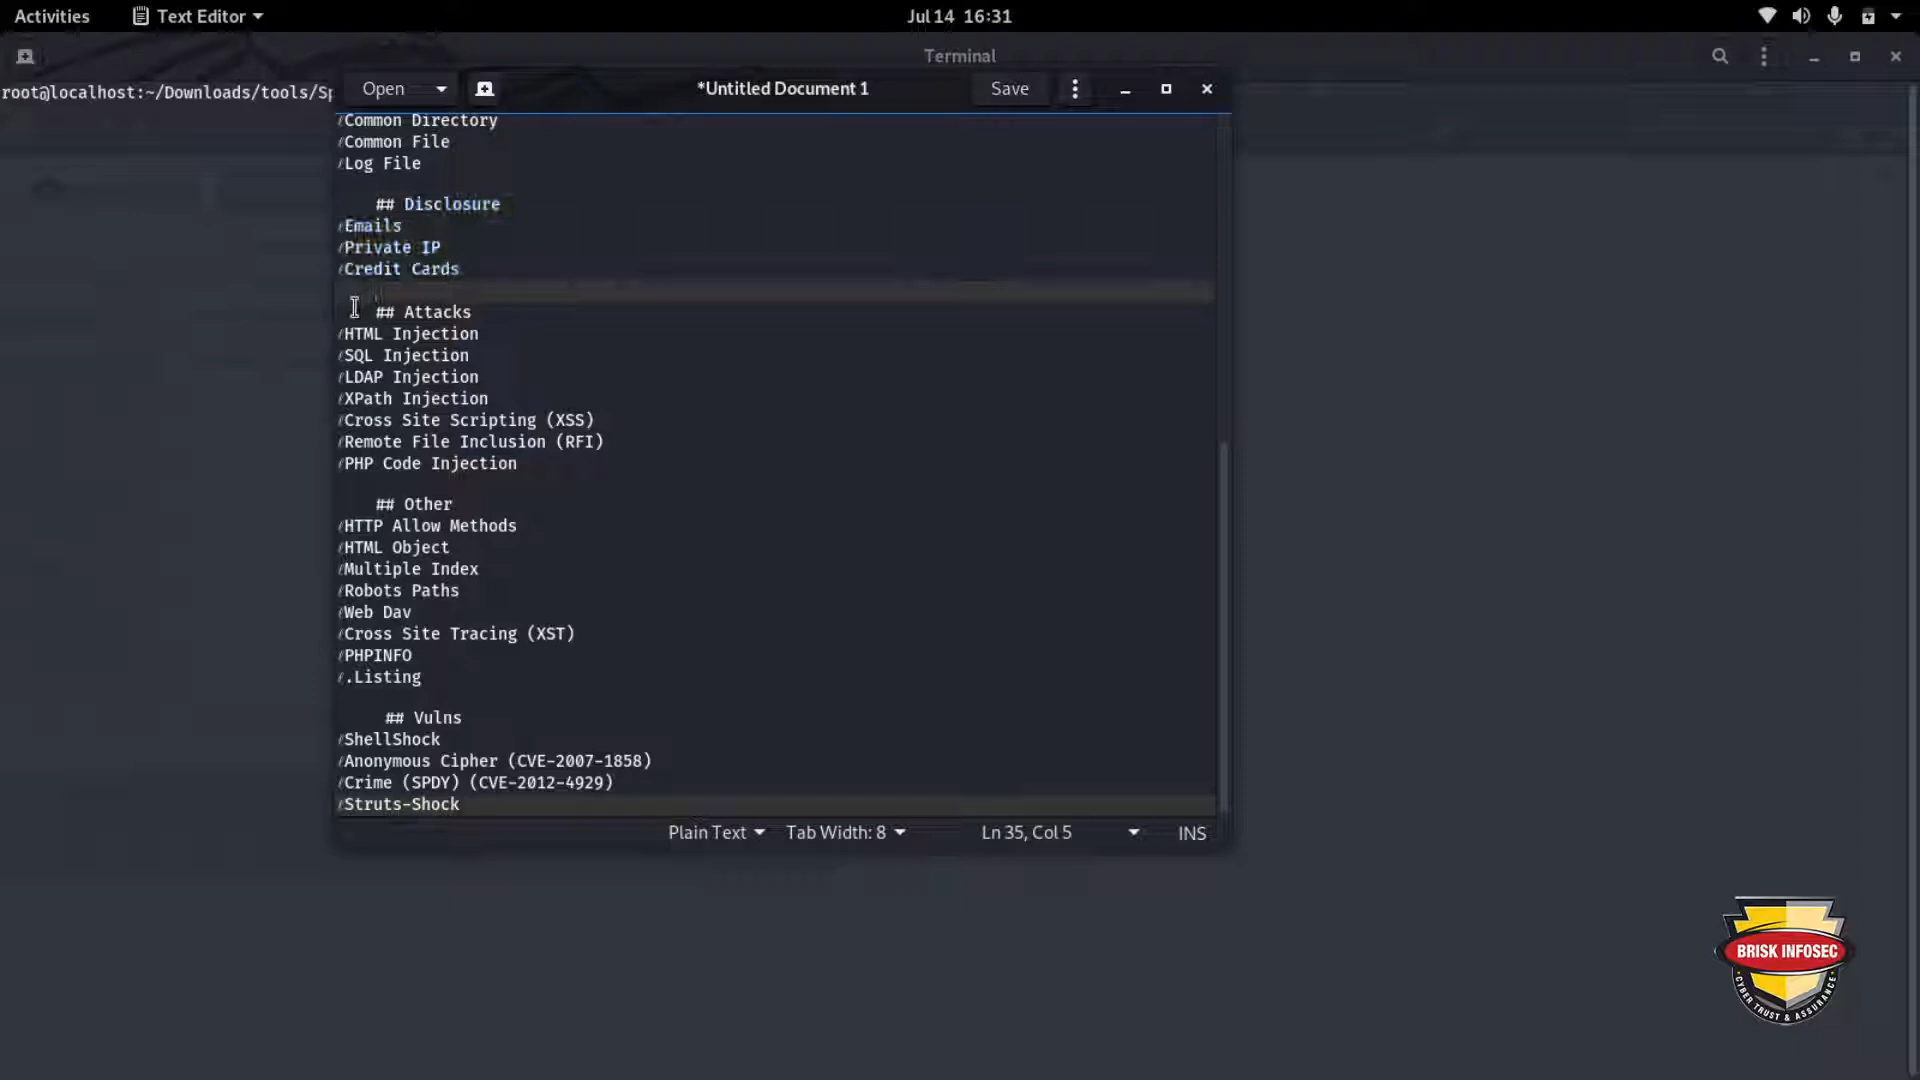 Activities Text Editor Jul 14 16:31
Terminal
root@localhost:~/Downloads/tools/Sp
Open *Untitled Document 1 Save
/Common Directory
/Common File
/Log File
## Disclosure
/Emails
/Private IP
/Credit Cards
## Attacks
/HTML Injection
/SQL Injection
/LDAP Injection
/XPath Injection
/Cross Site Scripting (XSS)
/Remote File Inclusion (RFI)
/PHP Code Injection
## Other
/HTTP Allow Methods
/HTML Object
/Multiple Index
/Robots Paths
/Web Dav
/Cross Site Tracing (XST)
/PHPINFO
/.Listing
## Vulns
/ShellShock
/Anonymous Cipher (CVE-2007-1858)
/Crime (SPDY) (CVE-2012-4929)
/Struts-Shock
Plain Text Tab Width: 8 Ln 35, Col 5 INS
BRISK INFOSEC
CYBER TRUST & ASSURANCE